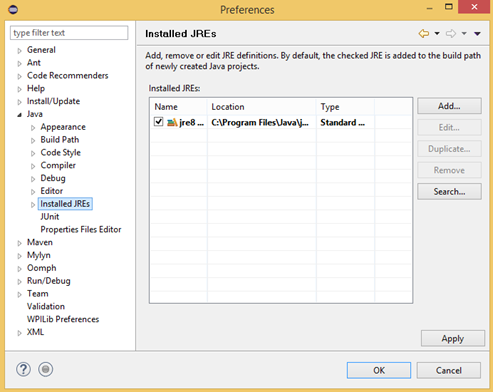 Preferences
type filter text
General
Ant
Code Recommenders
Help
Install/Update
Java
Appearance
Build Path
Code Style
Compiler
Debug
Editor
Installed JREs
JUnit
Properties Files Editor
Maven
Mylyn
Oomph
Run/Debug
Team
Validation
WPILib Preferences
XML
Installed JREs
Add, remove or edit JRE definitions. By default, the checked JRE is added to the build path
of newly created Java projects.
Installed JREs:
Name Location Type
jre8 ... C:\Program Files\Java\j... Standard ...
Add...
Edit...
Duplicate...
Remove
Search...
Apply
OK Cancel